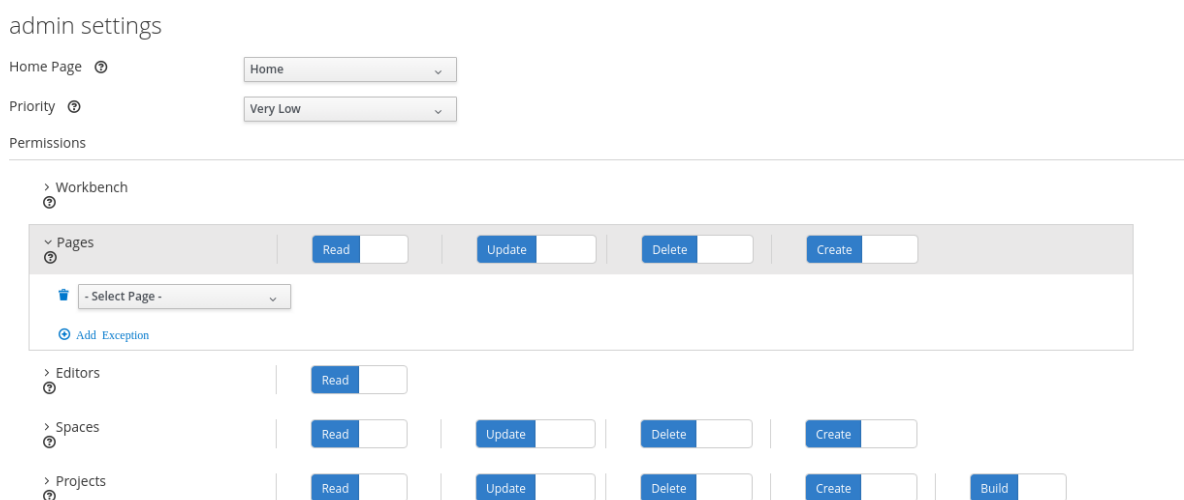 admin settings
Home Page
Home
Priority
Very Low
Permissions
Workbench
Pages Read Update Delete Create
- Select Page -
Add Exception
Editors Read
Spaces Read Update Delete Create
Projects Read Update Delete Create Build